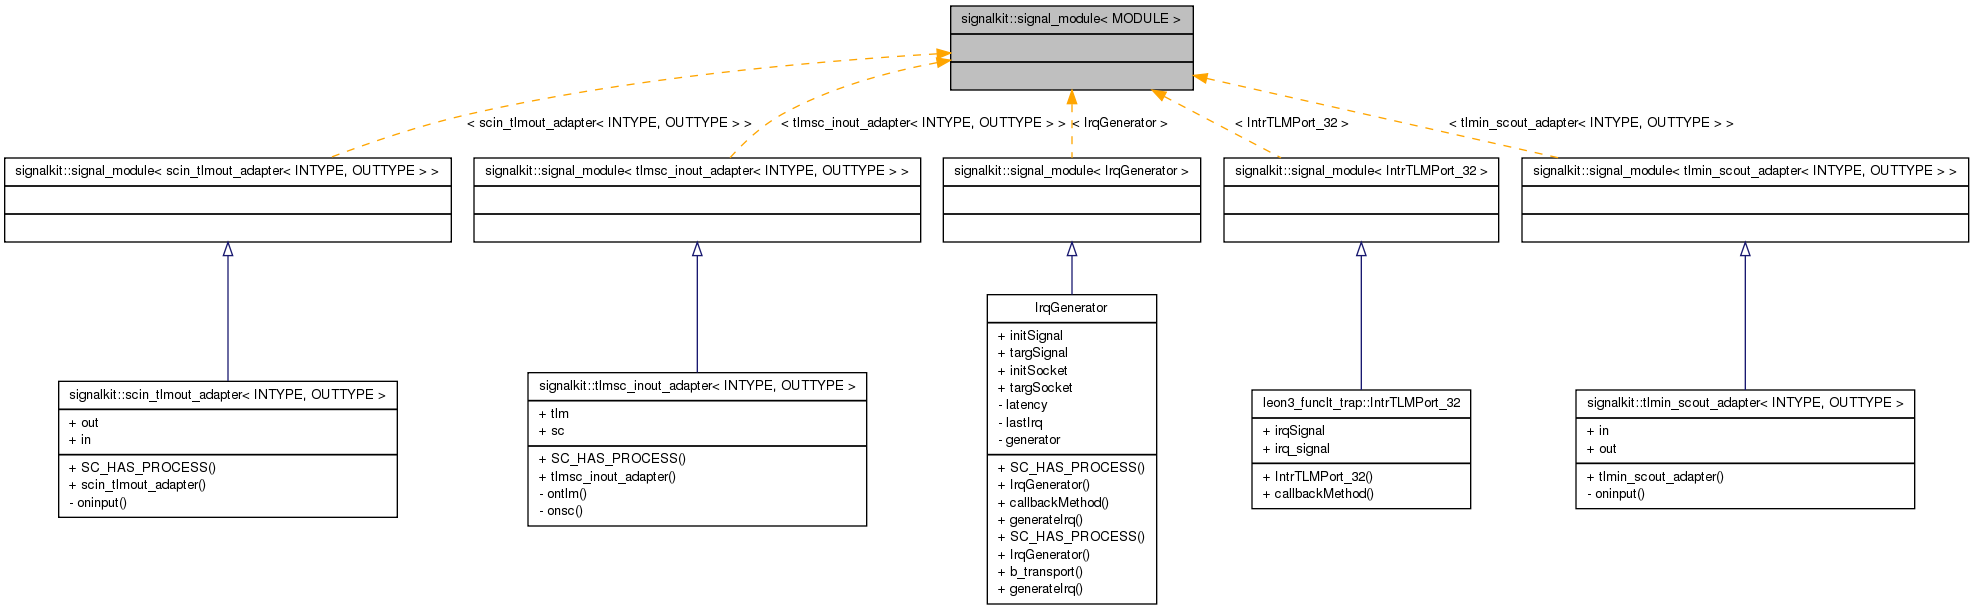 signalkit::signal_module< MODULE >
< scin_tlmout_adapter< INTYPE, OUTTYPE > >
< tlmsc_inout_adapter< INTYPE, OUTTYPE > >
< IrqGenerator >
< IntrTLMPort_32 >
< tlmin_scout_adapter< INTYPE, OUTTYPE > >
signalkit::signal_module< scin_tlmout_adapter< INTYPE, OUTTYPE > >
signalkit::signal_module< tlmsc_inout_adapter< INTYPE, OUTTYPE > >
signalkit::signal_module< IrqGenerator >
signalkit::signal_module< IntrTLMPort_32 >
signalkit::signal_module< tlmin_scout_adapter< INTYPE, OUTTYPE > >
signalkit::scin_tlmout_adapter< INTYPE, OUTTYPE >
+ out
+ in
+ SC_HAS_PROCESS()
+ scin_tlmout_adapter()
- oninput()
signalkit::tlmsc_inout_adapter< INTYPE, OUTTYPE >
+ tlm
+ sc
+ SC_HAS_PROCESS()
+ tlmsc_inout_adapter()
- ontlm()
- onsc()
IrqGenerator
+ initSignal
+ targSignal
+ initSocket
+ targSocket
- latency
- lastIrq
- generator
+ SC_HAS_PROCESS()
+ IrqGenerator()
+ callbackMethod()
+ generateIrq()
+ SC_HAS_PROCESS()
+ IrqGenerator()
+ b_transport()
+ generateIrq()
leon3_funclt_trap::IntrTLMPort_32
+ irqSignal
+ irq_signal
+ IntrTLMPort_32()
+ callbackMethod()
signalkit::tlmin_scout_adapter< INTYPE, OUTTYPE >
+ in
+ out
+ tlmin_scout_adapter()
- oninput()